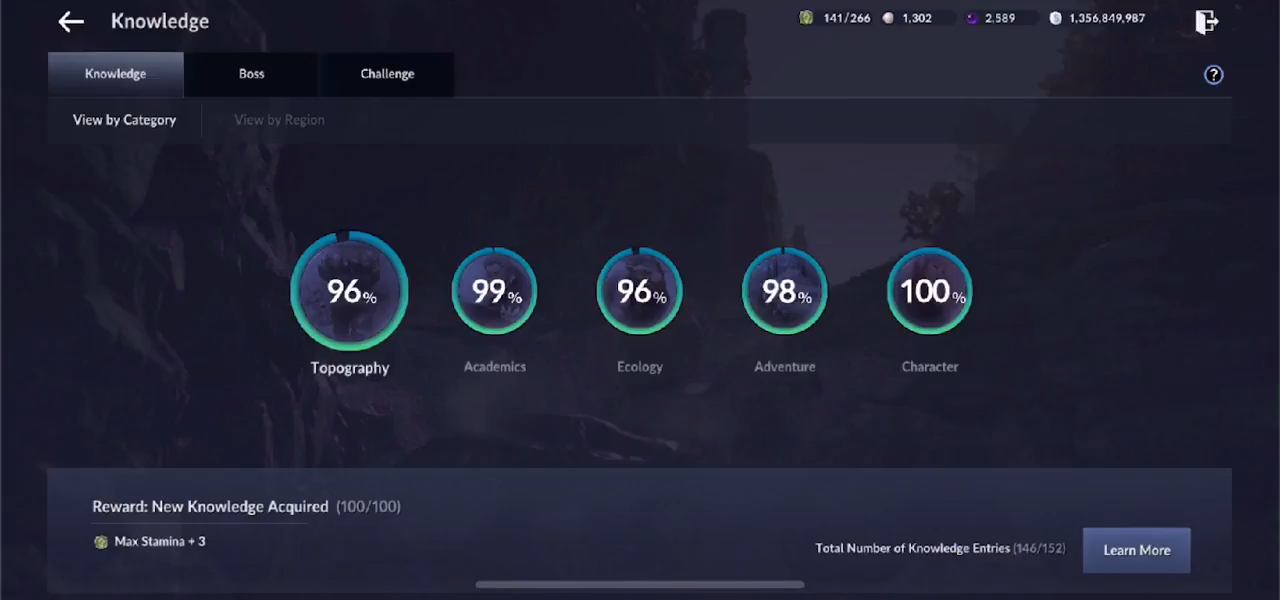 Knowledge
141/266 1,302 2,589 1,356,849,987
Knowledge Boss Challenge ?
View by Category View by Region
96% 99% 96% 98% 100%
Topography Academics Ecology Adventure Character
Reward: New Knowledge Acquired (100/100)
Max Stamina + 3
Total Number of Knowledge Entries (146/152) Learn More